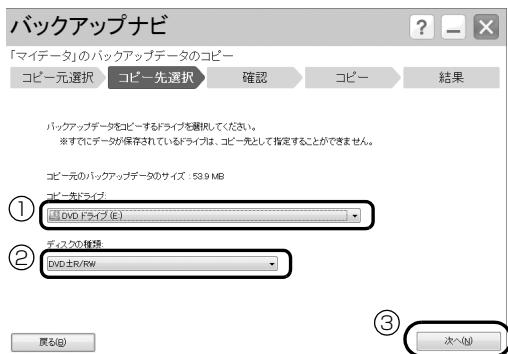 バックアップナビ
? － ×
「マイデータ」のバックアップデータのコピー
コピー元選択 コピー先選択 確認 コピー 結果
バックアップデータをコピーするドライブを選択してください。
※すでにデータが保存されているドライブは、コピー先として指定することができません。
コピー元のバックアップデータのサイズ : 53.9 MB
コピー先ドライブ:
① DVD ドライブ (E:)
ディスクの種類:
② DVD±R/RW
③
戻る(B) 次へ(N)